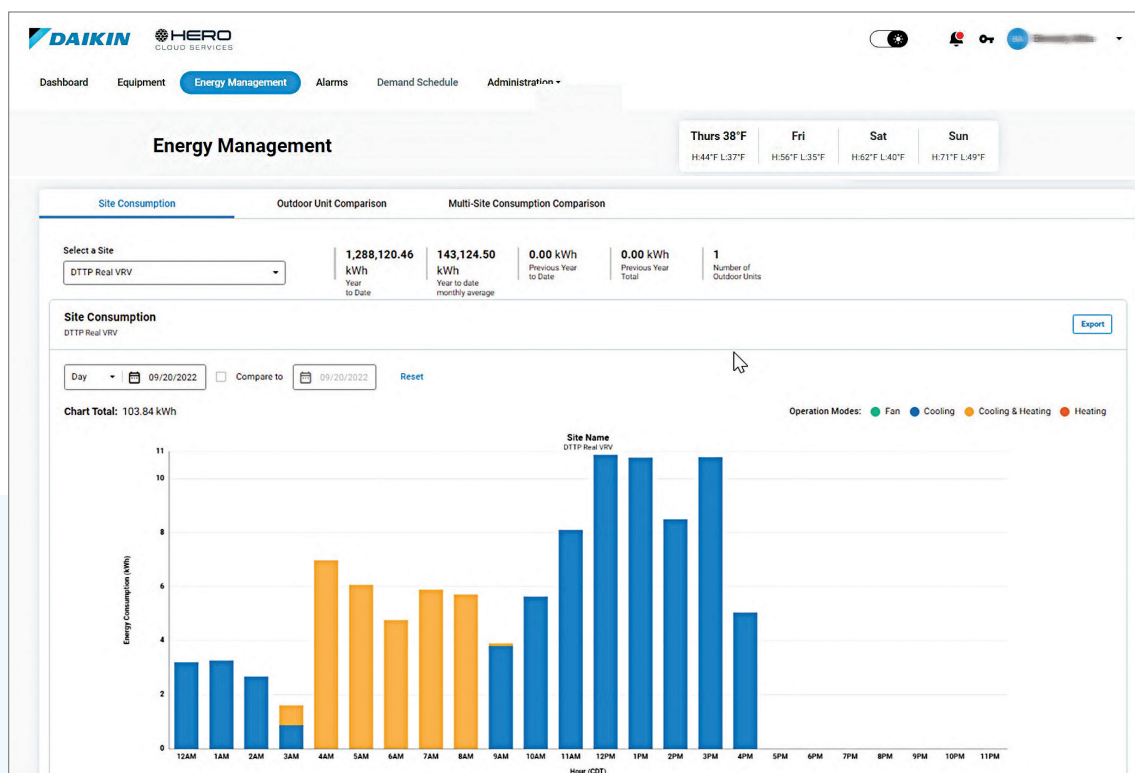 DAIKIN HERO
CLOUD SERVICES
Dashboard Equipment Energy Management Alarms Demand Schedule Administration
Energy Management
Thurs 38°F Fri Sat Sun
H:44°F L:37°F H:56°F L:35°F H:62°F L:40°F H:71°F L:49°F
Site Consumption Outdoor Unit Comparison Multi-Site Consumption Comparison
Select a Site
DTTP Real VRV
1,288,120.46
kWh
Year
to Date
143,124.50
kWh
Year to date
monthly average
0.00 kWh
Previous Year
to Date
0.00 kWh
Previous Year
Total
1
Number of
Outdoor Units
Site Consumption
DTTP Real VRV
Export
Day 09/20/2022 Compare to 09/20/2022 Reset
Chart Total: 103.84 kWh
Operation Modes: Fan Cooling Cooling & Heating Heating
Site Name
DTTP Real VRV
Energy Consumption (kWh)
11
10
8
6
4
2
0
12AM 1AM 2AM 3AM 4AM 5AM 6AM 7AM 8AM 9AM 10AM 11AM 12PM 1PM 2PM 3PM 4PM 5PM 6PM 7PM 8PM 9PM 10PM 11PM
Hour (CDT)